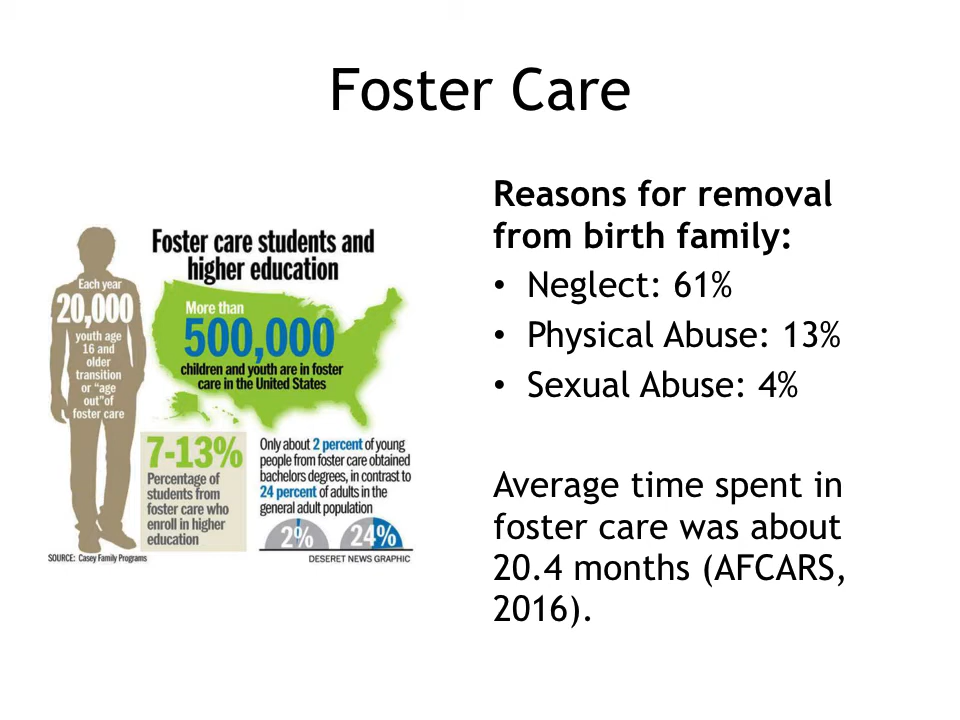 Foster Care
Foster care students and
higher education
Each year
20,000
youth age
16 and
older
transition
or “age
out”of
foster care
More than
500,000
children and youth are in foster
care in the United States
7-13%
Percentage of
students from
foster care who
enroll in higher
education
Only about 2 percent of young
people from foster care obtained
bachelors degrees, in contrast to
24 percent of adults in the
general adult population
2%
24%
SOURCE: Casey Family Programs
DESERET NEWS GRAPHIC
Reasons for removal
from birth family:
• Neglect: 61%
• Physical Abuse: 13%
• Sexual Abuse: 4%
Average time spent in
foster care was about
20.4 months (AFCARS,
2016).